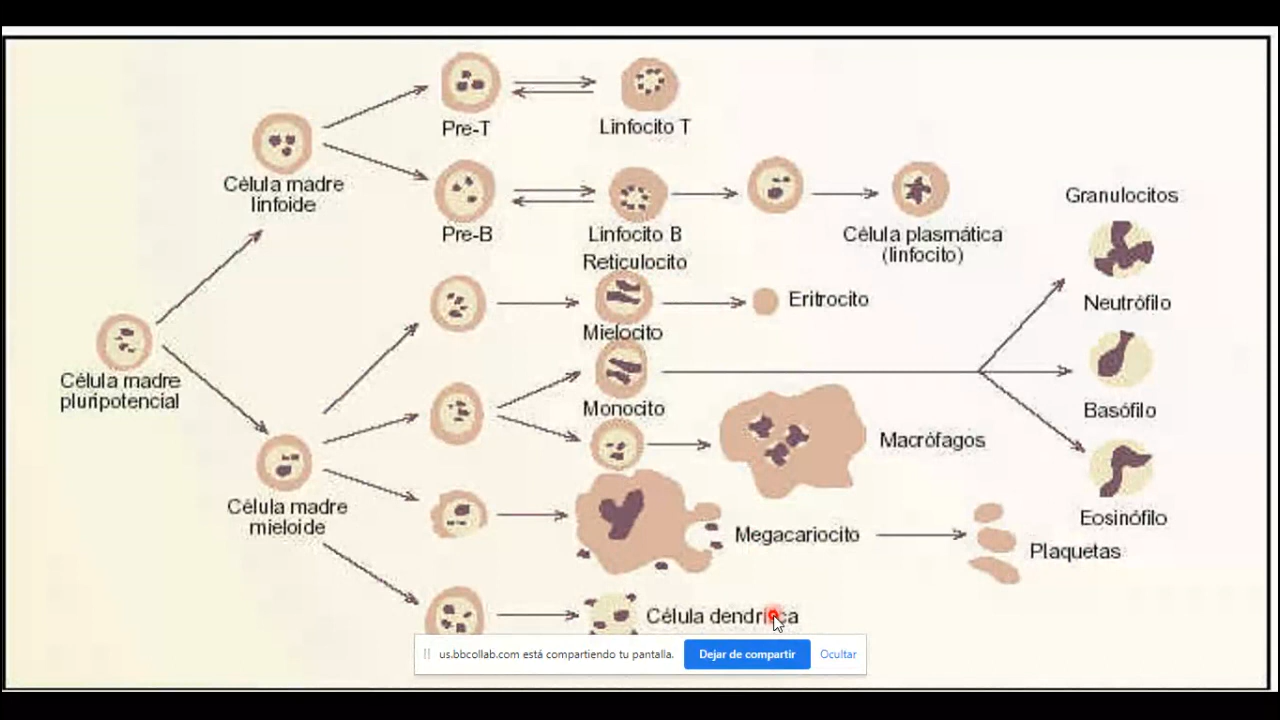 Pre-T
Linfocito T
Célula madre
linfoide
Pre-B
Linfocito B
Célula plasmática
(linfocito)
Granulocitos
Reticulocito
Eritrocito
Neutrófilo
Mielocito
Célula madre
pluripotencial
Monocito
Macrófagos
Basófilo
Célula madre
mieloide
Megacariocito
Plaquetas
Eosinófilo
Célula dendrítica
us.bbcollab.com está compartiendo tu pantalla.
Dejar de compartir
Ocultar